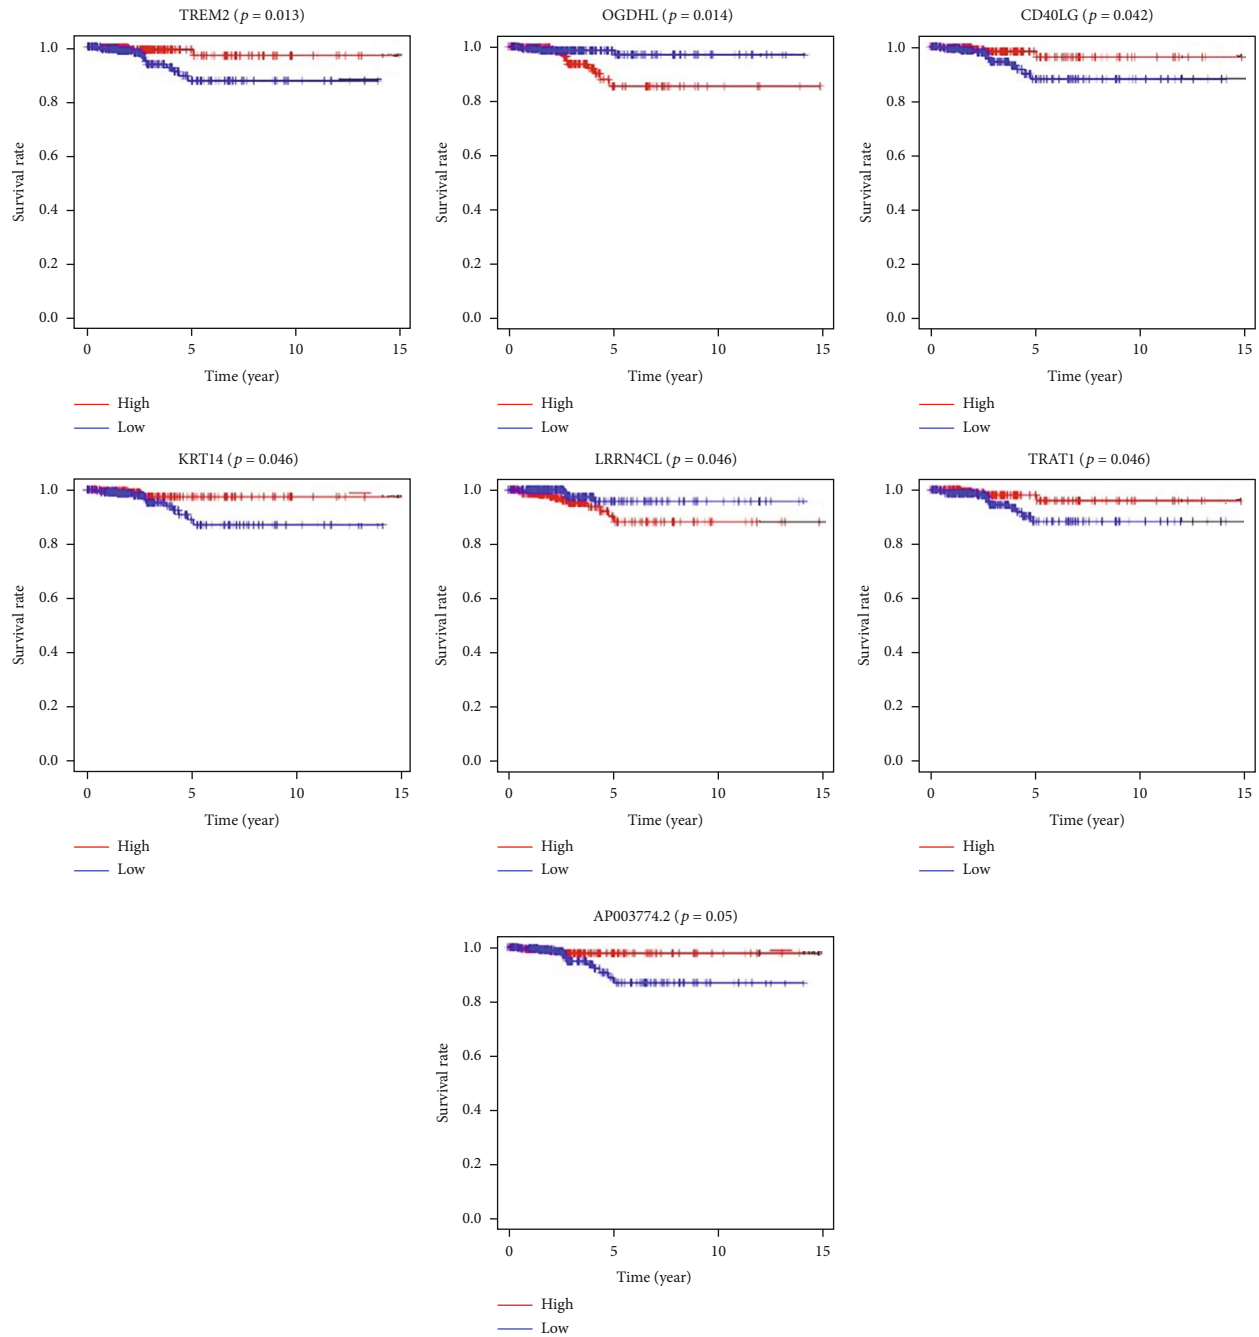 TREM2 (p = 0.013)
1.0
0.8
0.6
0.4
0.2
0.0
Survival rate
0 5 10 15
Time (year)
High
Low
OGDHL (p = 0.014)
1.0
0.8
0.6
0.4
0.2
0.0
Survival rate
0 5 10 15
Time (year)
High
Low
CD40LG (p = 0.042)
1.0
0.8
0.6
0.4
0.2
0.0
Survival rate
0 5 10 15
Time (year)
High
Low
KRT14 (p = 0.046)
1.0
0.8
0.6
0.4
0.2
0.0
Survival rate
0 5 10 15
Time (year)
High
Low
LRRN4CL (p = 0.046)
1.0
0.8
0.6
0.4
0.2
0.0
Survival rate
0 5 10 15
Time (year)
High
Low
TRAT1 (p = 0.046)
1.0
0.8
0.6
0.4
0.2
0.0
Survival rate
0 5 10 15
Time (year)
High
Low
AP003774.2 (p = 0.05)
1.0
0.8
0.6
0.4
0.2
0.0
Survival rate
0 5 10 15
Time (year)
High
Low